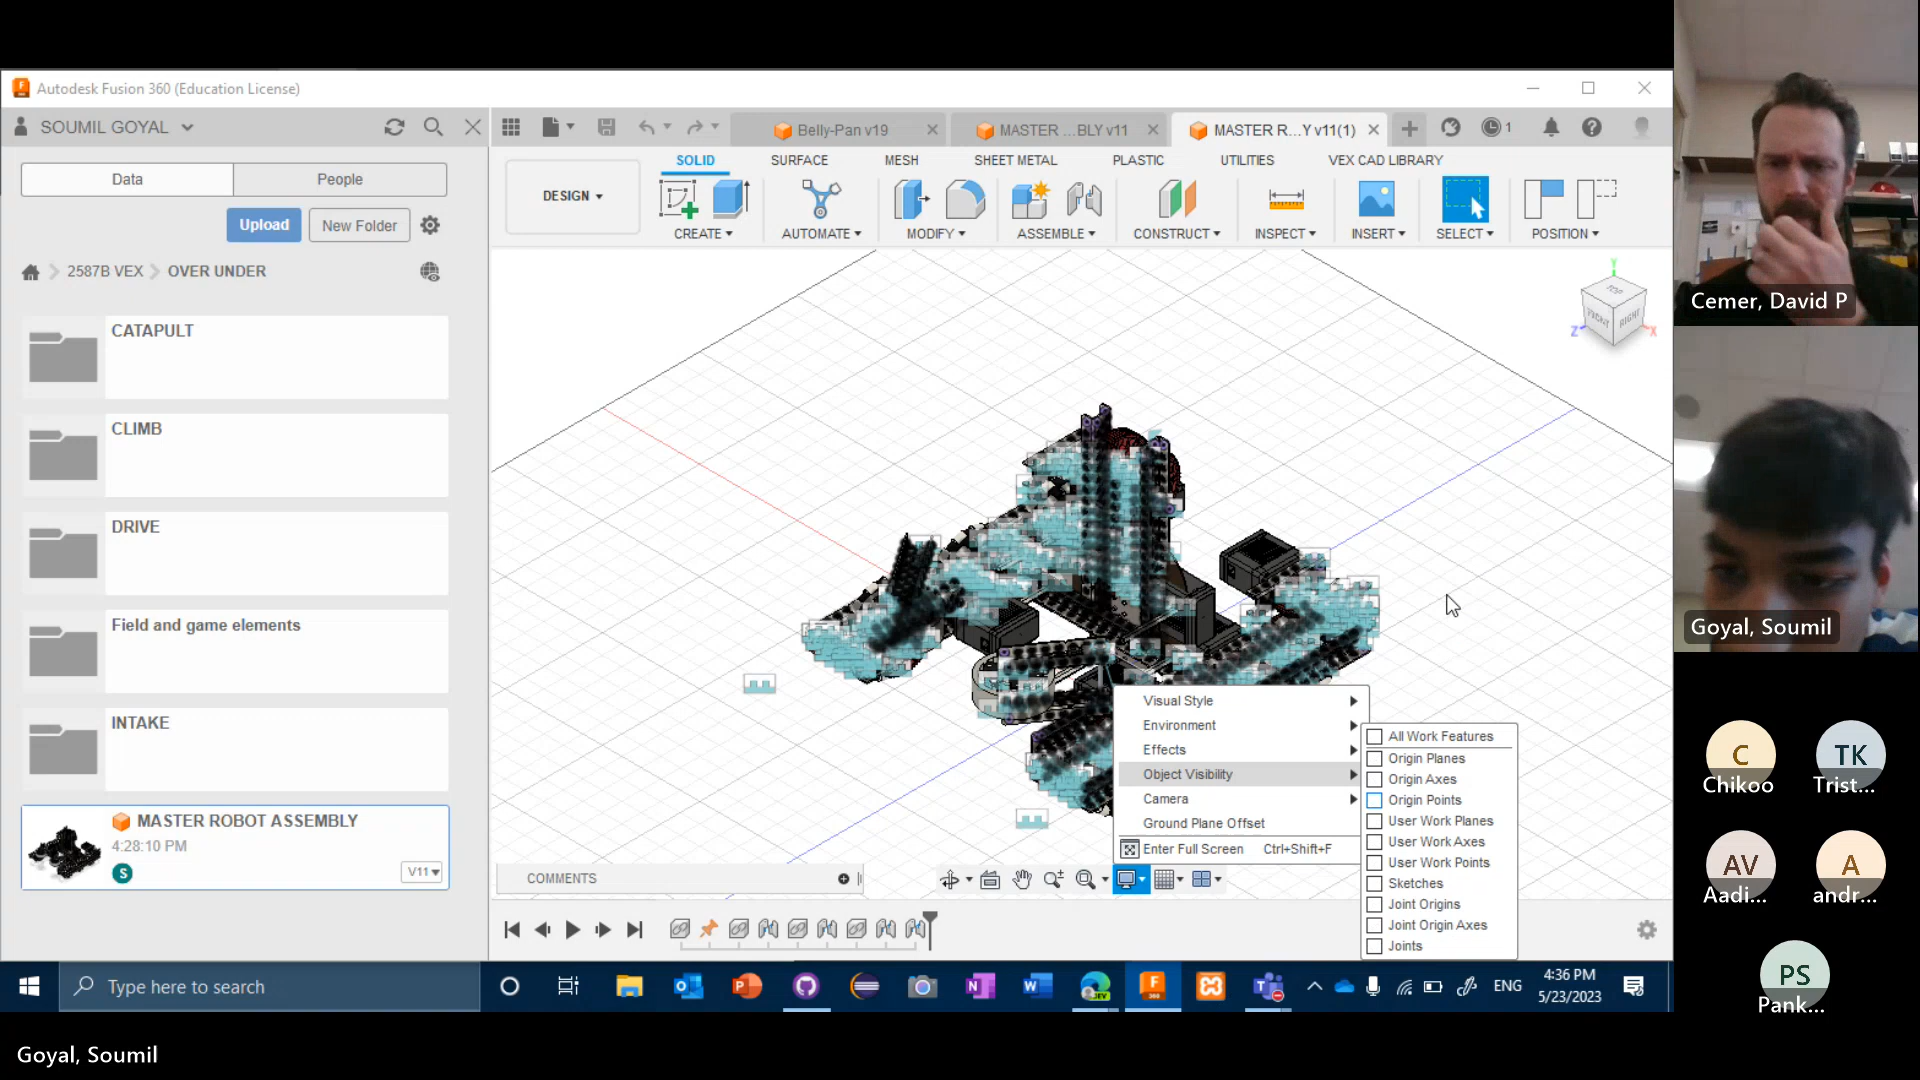 Autodesk Fusion 360 (Education License)
SOUMIL GOYAL
Belly-Pan v19
MASTER ...BLY v11
MASTER R...Y v11(1)
1
Data
People
SOLID
SURFACE
MESH
SHEET METAL
PLASTIC
UTILITIES
VEX CAD LIBRARY
DESIGN
Upload
New Folder
CREATE
AUTOMATE
MODIFY
ASSEMBLE
CONSTRUCT
INSPECT
INSERT
SELECT
POSITION
2587B VEX
OVER UNDER
Y
TOP
FRONT
RIGHT
Z
X
CATAPULT
CLIMB
DRIVE
Field and game elements
INTAKE
MASTER ROBOT ASSEMBLY
4:28:10 PM
S
V11
Visual Style
Environment
Effects
Object Visibility
Camera
Ground Plane Offset
Enter Full Screen Ctrl+Shift+F
All Work Features
Origin Planes
Origin Axes
Origin Points
User Work Planes
User Work Axes
User Work Points
Sketches
Joint Origins
Joint Origin Axes
Joints
COMMENTS
Type here to search
ENG
4:36 PM
5/23/2023
Cemer, David P
Goyal, Soumil
C
Chikoo
TK
Trist...
AV
Aadi...
A
andr...
PS
Pank...
Goyal, Soumil